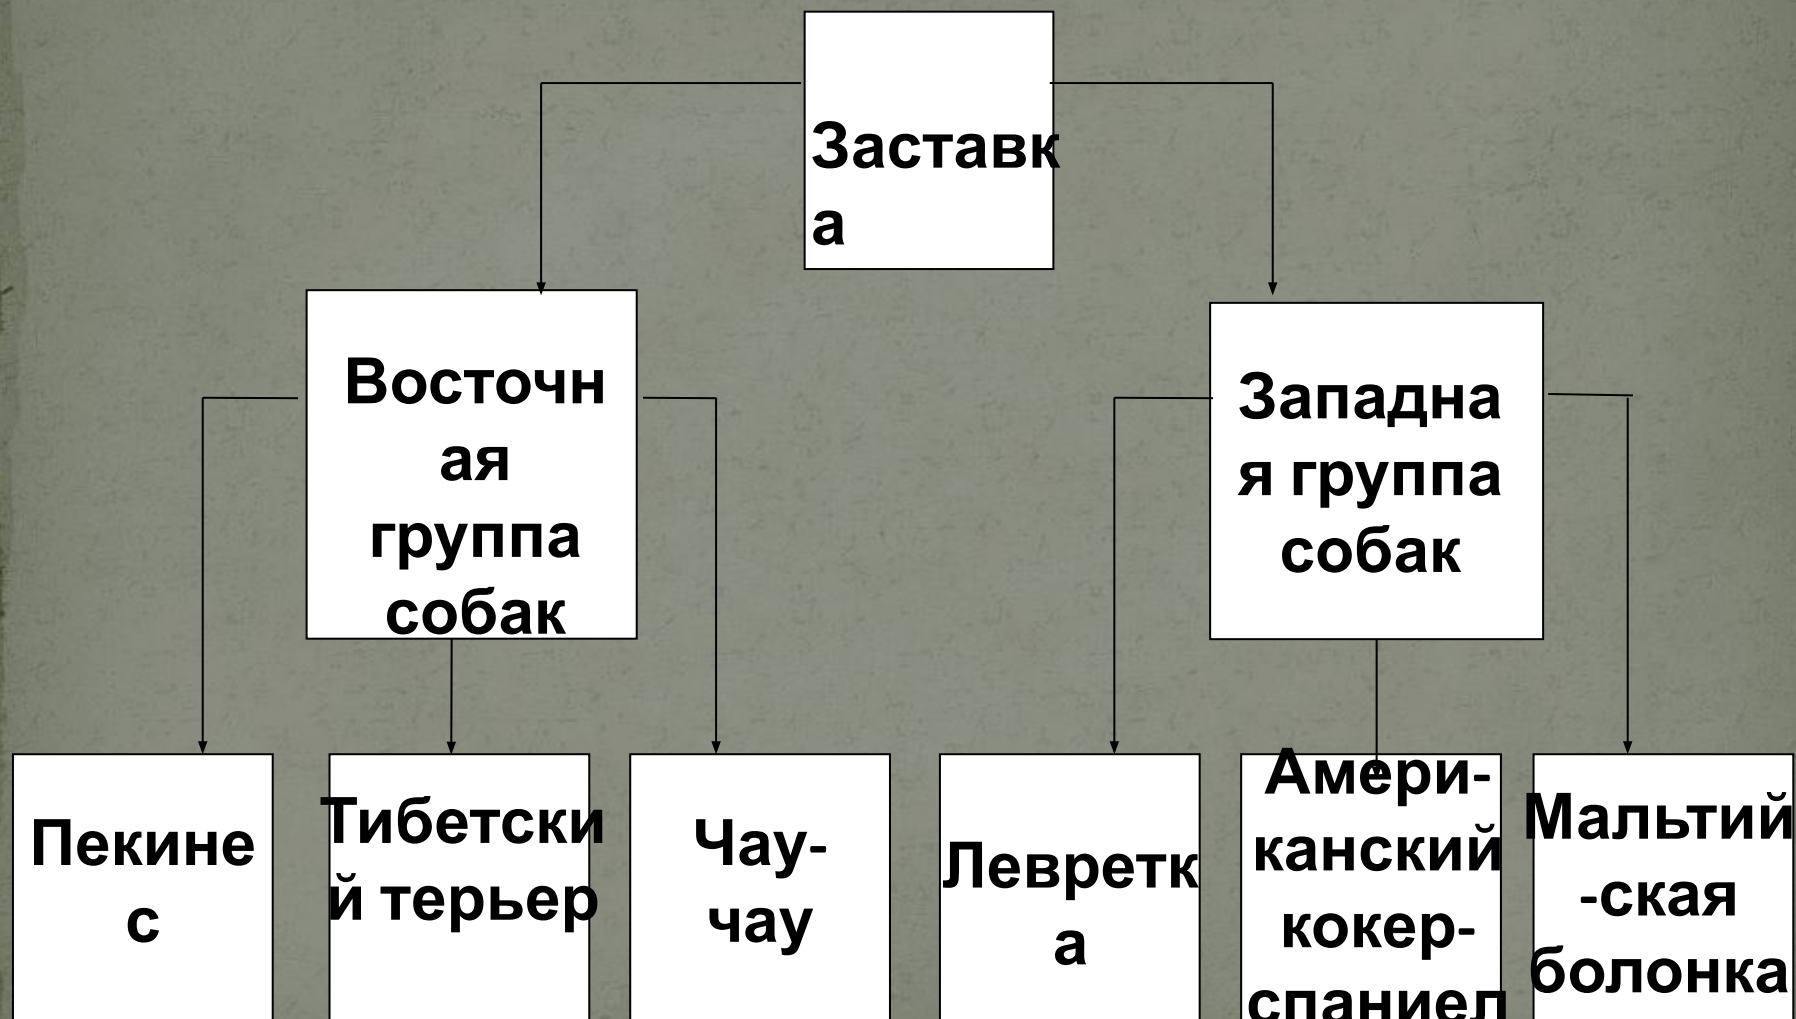 Заставк
а
Восточн
ая
группа
собак
Западна
я группа
собак
Пекине
с
Тибетски
й терьер
Чау-
чау
Левретк
а
Амери-
канский
кокер-
спаниел
Мальтий
-ская
болонка